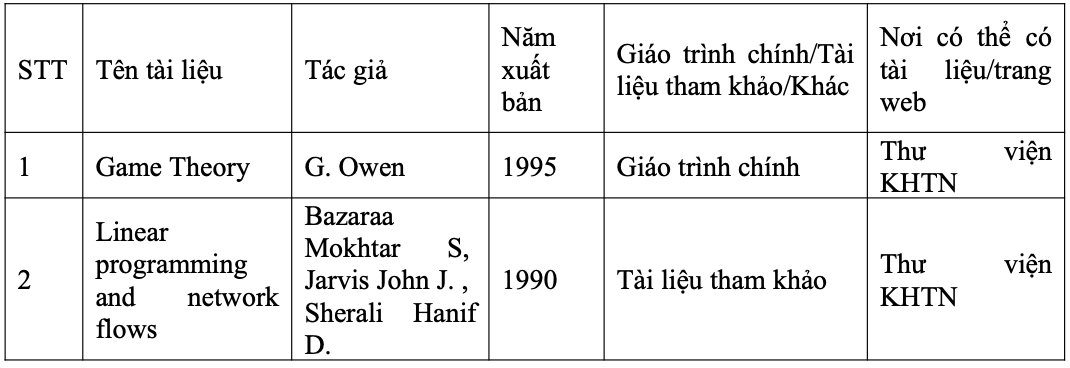 STT
Tên tài liệu
Tác giả
Năm
xuất
bản
Giáo trình chính/Tài
liệu tham khảo/Khác
Nơi có thể có
tài liệu/trang
web
1
Game Theory
G. Owen
1995
Giáo trình chính
Thư viện
KHTN
2
Linear
programming
and network
flows
Bazaraa
Mokhtar S,
Jarvis John J. ,
Sherali Hanif
D.
1990
Tài liệu tham khảo
Thư viện
KHTN